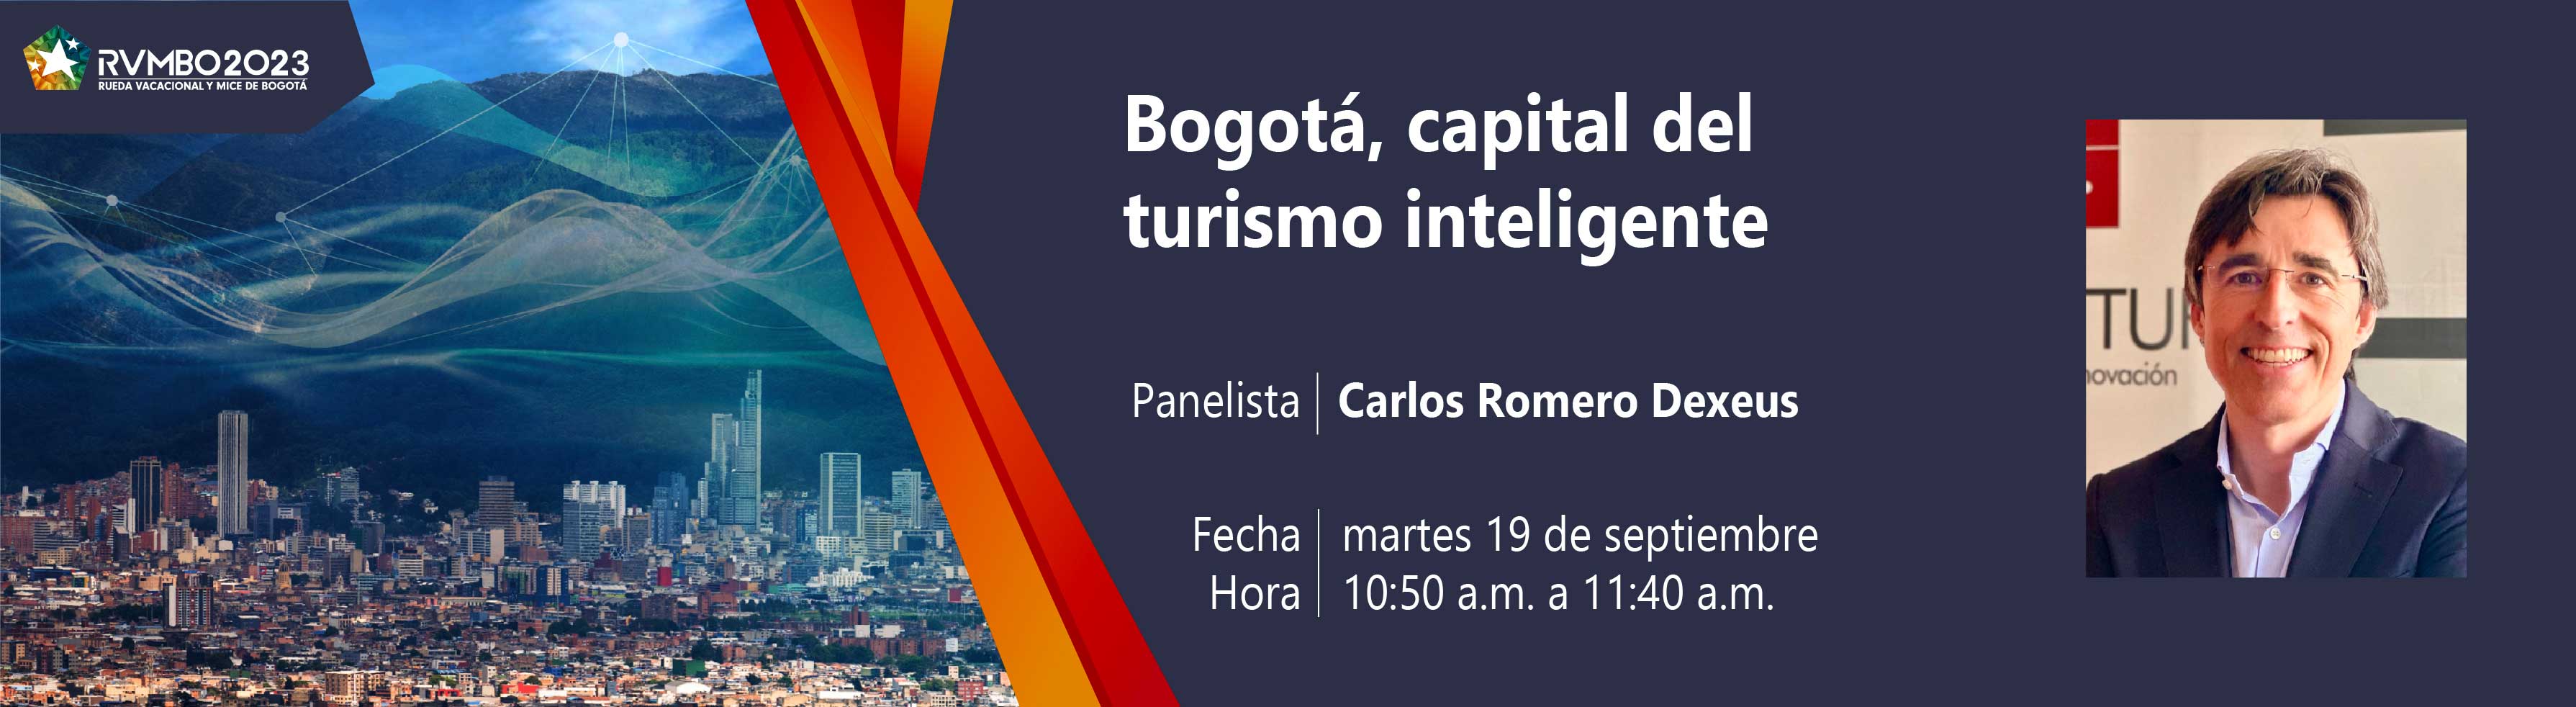 RVMBO2023
RUEDA VACACIONAL Y MICE DE BOGOTÁ
Bogotá, capital del
turismo inteligente
Panelista Carlos Romero Dexeus
Fecha martes 19 de septiembre
Hora 10:50 a.m. a 11:40 a.m.
TU
novación